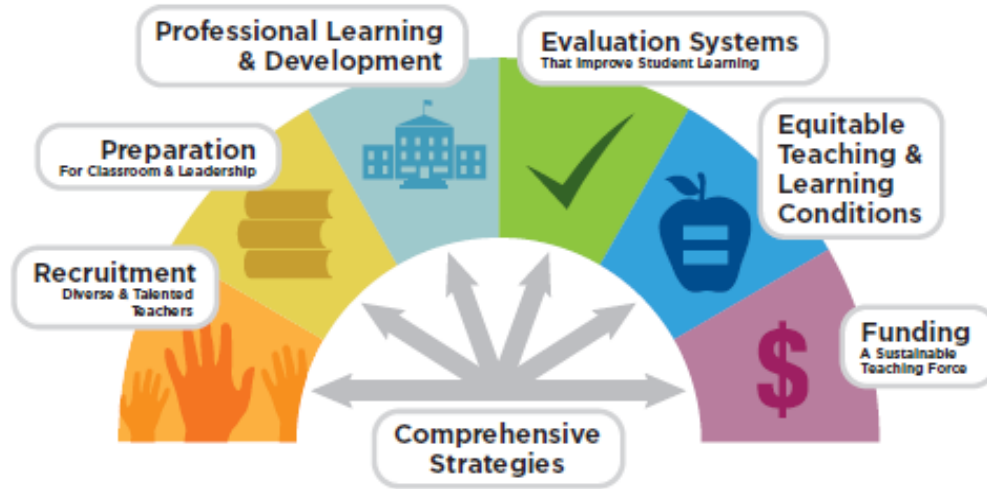 Professional Learning
& Development
Evaluation Systems
That Improve Student Learning
Preparation
For Classroom & Leadership
Equitable
Teaching &
Learning
Conditions
Recruitment
Diverse & Talented
Teachers
Funding
A Sustainable
Teaching Force
$
Comprehensive
Strategies